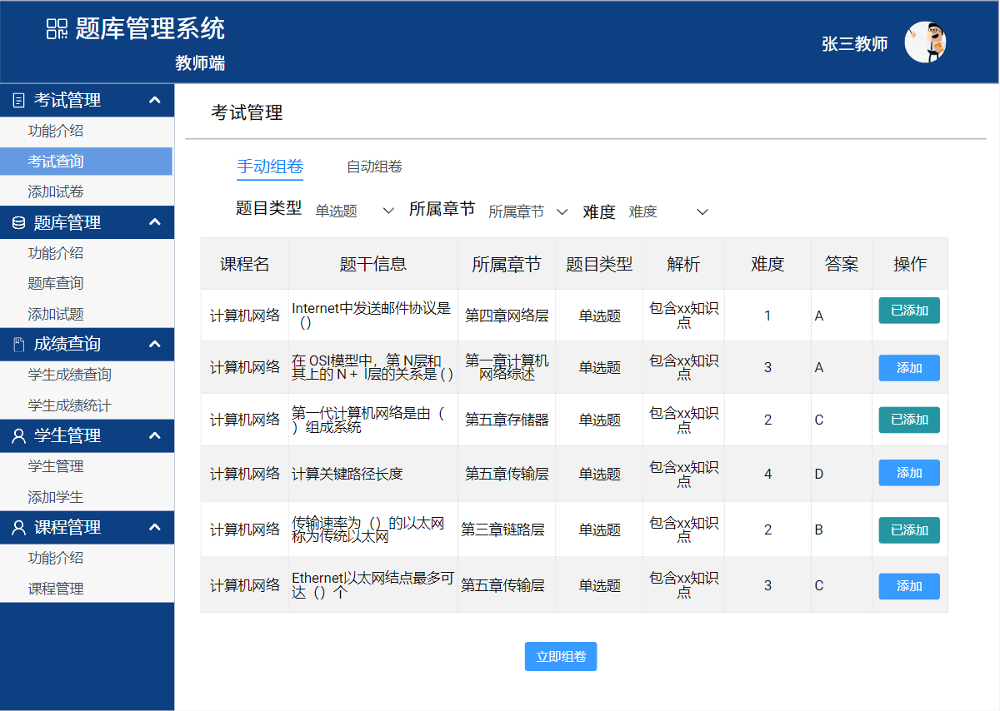 题库管理系统
教师端
张三教师
考试管理
功能介绍
考试查询
添加试卷
题库管理
功能介绍
题库查询
添加试题
成绩查询
学生成绩查询
学生成绩统计
学生管理
学生管理
添加学生
课程管理
功能介绍
课程管理
考试管理
手动组卷 自动组卷
题目类型 单选题 所属章节 所属章节 难度 难度
课程名 题干信息 所属章节 题目类型 解析 难度 答案 操作
计算机网络
Internet中发送邮件协议是
（）
第四章网络层
单选题
包含xx知识
点
1
A
已添加
计算机网络
在 OSI模型中，第 N层和
其上的 N + l层的关系是 ( )
第一章计算机
网络综述
单选题
包含xx知识
点
3
A
添加
计算机网络
第一代计算机网络是由（
）组成系统
第五章存储器
单选题
包含xx知识
点
2
C
已添加
计算机网络
计算关键路径长度
第五章传输层
单选题
包含xx知识
点
4
D
添加
计算机网络
传输速率为（）的以太网
称为传统以太网
第三章链路层
单选题
包含xx知识
点
2
B
已添加
计算机网络
Ethernet以太网结点最多可
达（）个
第五章传输层
单选题
包含xx知识
点
3
C
添加
立即组卷